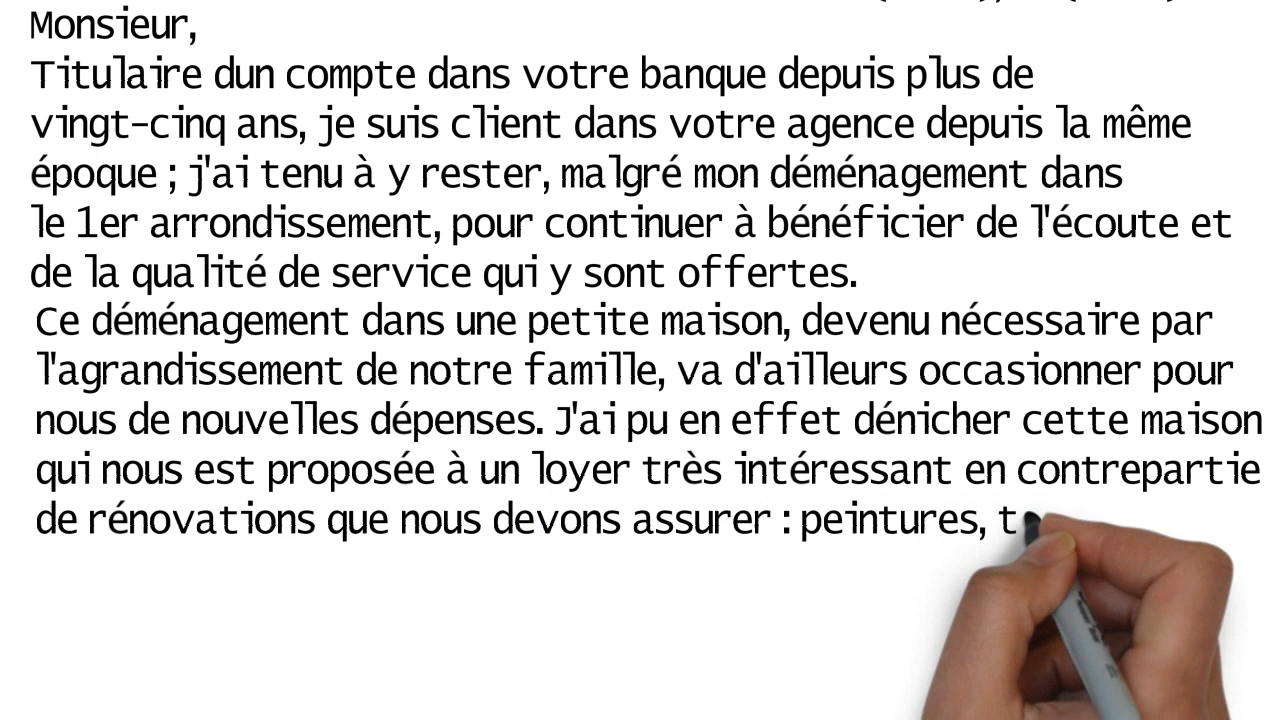 Monsieur,
Titulaire dun compte dans votre banque depuis plus de
vingt-cinq ans, je suis client dans votre agence depuis la même
époque ; j'ai tenu à y rester, malgré mon déménagement dans
le 1er arrondissement, pour continuer à bénéficier de l'écoute et
de la qualité de service qui y sont offertes.
Ce déménagement dans une petite maison, devenu nécessaire par
l'agrandissement de notre famille, va d'ailleurs occasionner pour
nous de nouvelles dépenses. J'ai pu en effet dénicher cette maison
qui nous est proposée à un loyer très intéressant en contrepartie
de rénovations que nous devons assurer : peintures, t